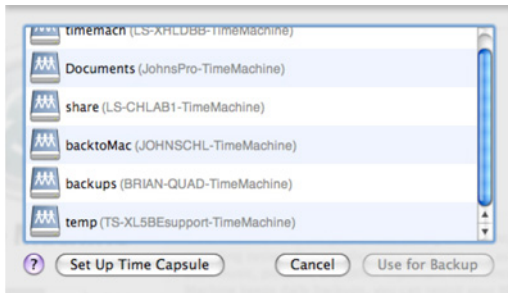 timemacn (LS-XHLDBB-TimeMachine)
Documents (JohnsPro-TimeMachine)
share (LS-CHLAB1-TimeMachine)
backtoMac (JOHNSCHL-TimeMachine)
backups (BRIAN-QUAD-TimeMachine)
temp (TS-XL5BEsupport-TimeMachine)
? Set Up Time Capsule Cancel Use for Backup